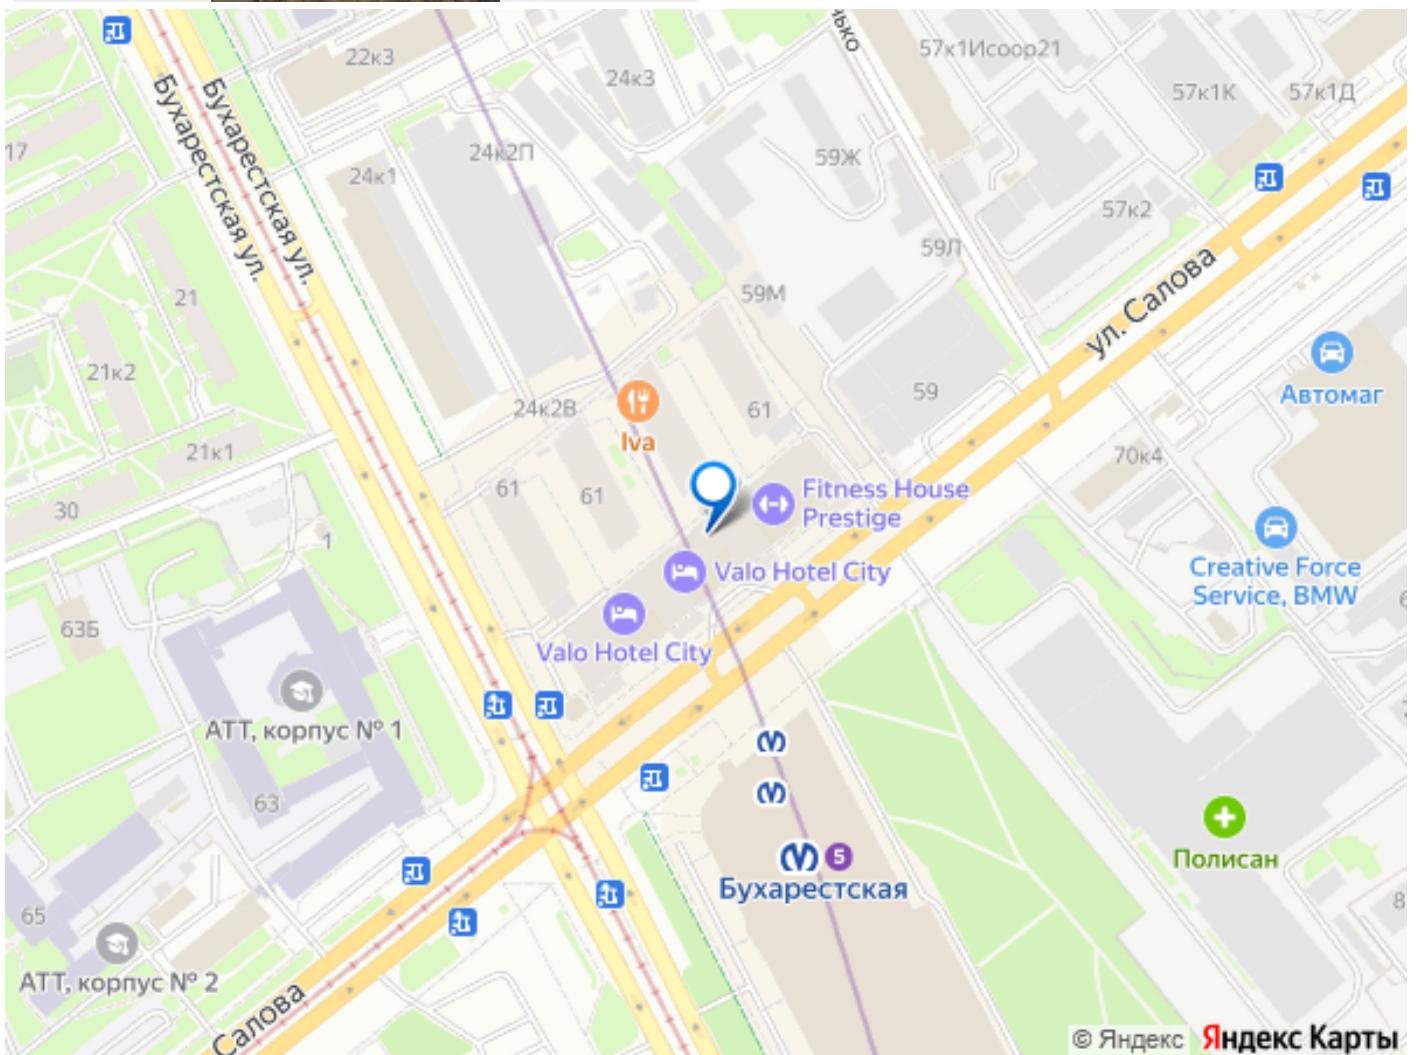 22к3
24к3
ько
57к1Исоор21
57к1К
57к1Д
Бухарестская ул.
Бухарестская ул.
17
24к1
24к2П
59Ж
57к2
59Л
ул. Салова
21
59М
21к2
Автомаг
24к2В
Iva
61
59
21к1
70к4
30
61
61
Fitness House
Prestige
1
Valo Hotel City
Creative Force
Service, BMW
63Б
Valo Hotel City
АТТ, корпус № 1
63
5
Бухарестская
Полисан
65
8
АТТ, корпус № 2
Салова
© Яндекс
Яндекс Карты